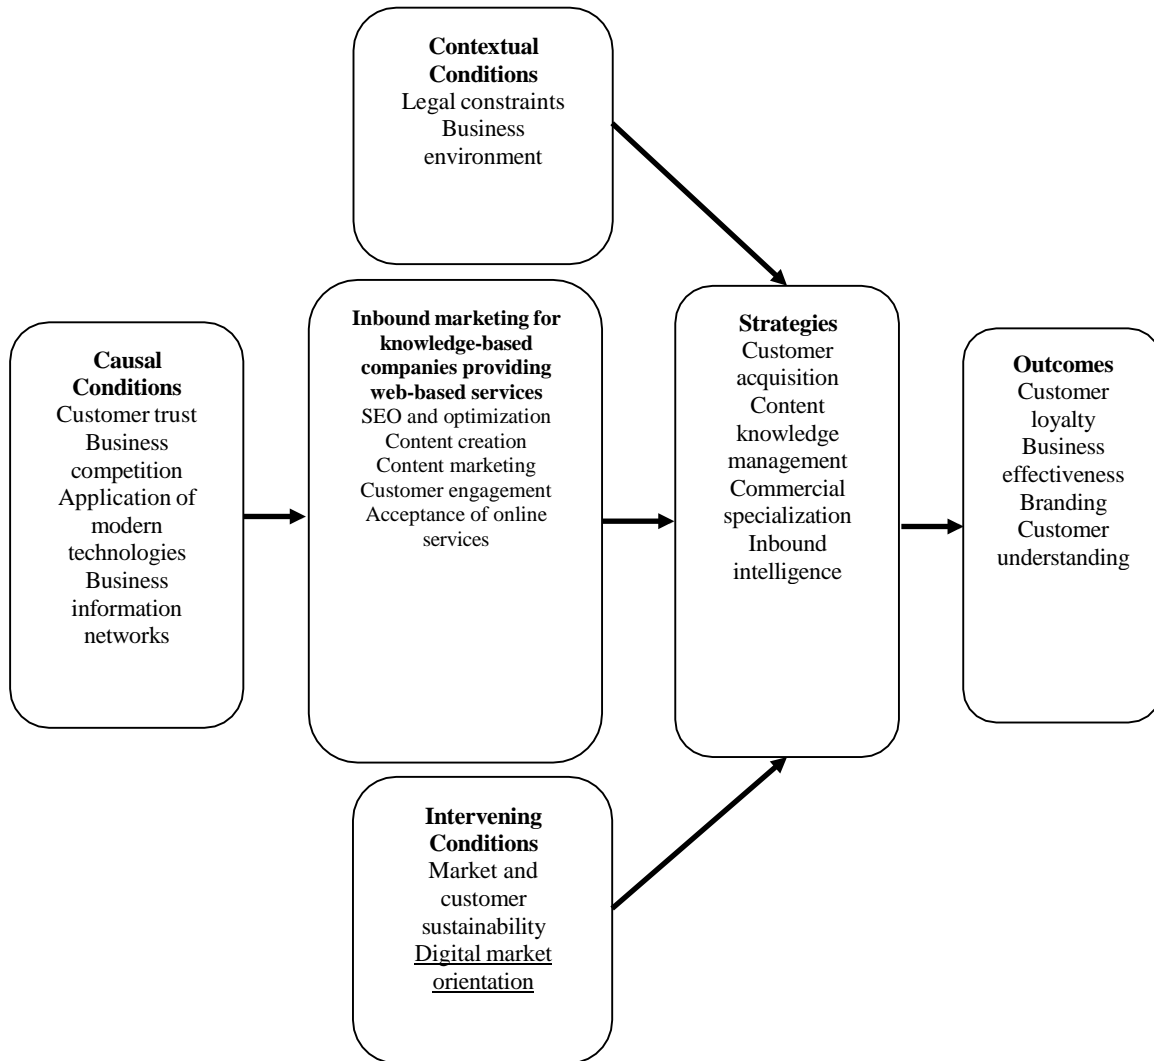 Contextual
Conditions
Legal constraints
Business
environment
Causal
Conditions
Customer trust
Business
competition
Application of
modern
technologies
Business
information
networks
Inbound marketing for
knowledge-based
companies providing
web-based services
SEO and optimization
Content creation
Content marketing
Customer engagement
Acceptance of online
services
Strategies
Customer
acquisition
Content
knowledge
management
Commercial
specialization
Inbound
intelligence
Outcomes
Customer
loyalty
Business
effectiveness
Branding
Customer
understanding
Intervening
Conditions
Market and
customer
sustainability
Digital market
orientation